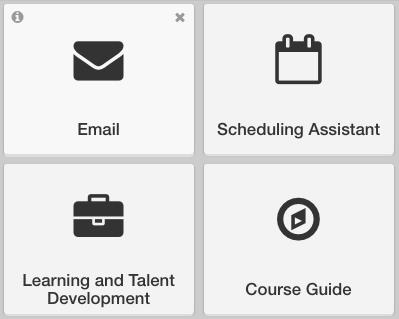 Email
Scheduling Assistant
Learning and Talent
Development
Course Guide